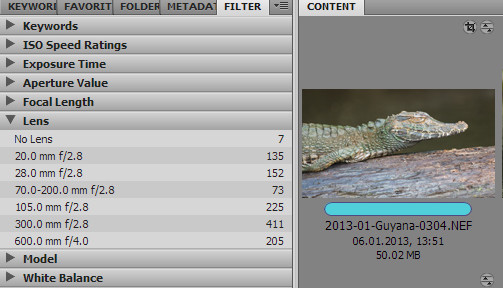 KEYWORI FAVORIT FOLDER METADAT FILTER
Keywords
ISO Speed Ratings
Exposure Time
Aperture Value
Focal Length
Lens
No Lens 7
20.0 mm f/2.8 135
28.0 mm f/2.8 152
70.0-200.0 mm f/2.8 73
105.0 mm f/2.8 225
300.0 mm f/2.8 411
600.0 mm f/4.0 205
Model
White Balance
CONTENT
2013-01-Guyana-0304.NEF
06.01.2013, 13:51
50.02 MB